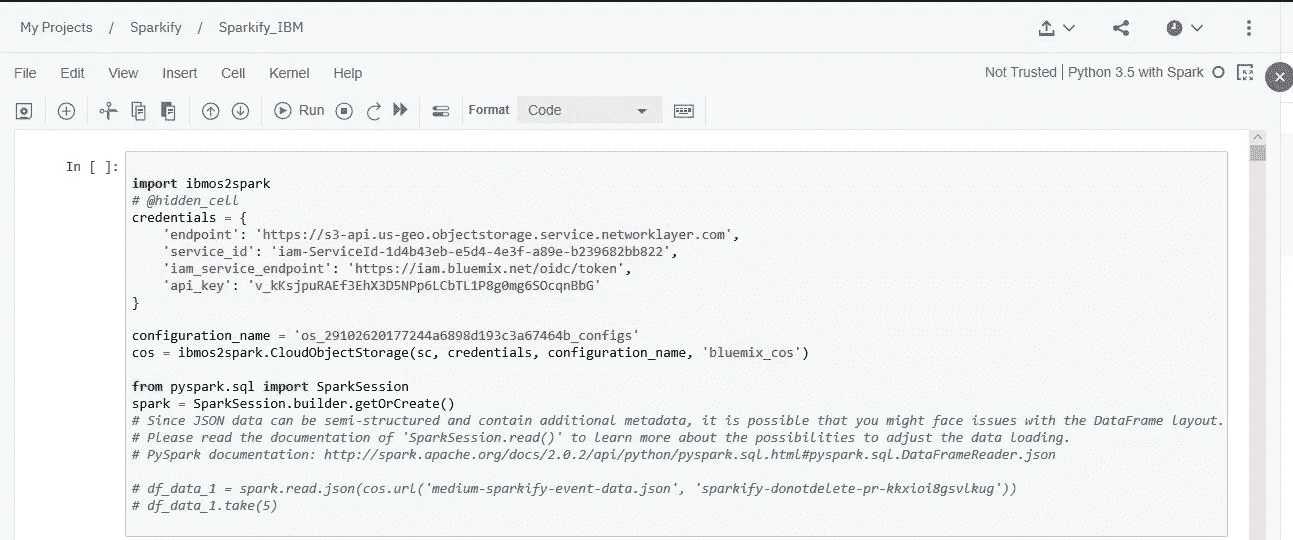 My Projects / Sparkify / Sparkify_IBM
File Edit View Insert Cell Kernel Help
Not Trusted | Python 3.5 with Spark
Run
Format
Code
In [ ]:
import ibmos2spark
# @hidden_cell
credentials = {
    'endpoint': 'https://s3-api.us-geo.objectstorage.service.networklayer.com',
    'service_id': 'iam-ServiceId-1d4b43eb-e5d4-4e3f-a89e-b239682bb822',
    'iam_service_endpoint': 'https://iam.bluemix.net/oidc/token',
    'api_key': 'v_kKsjpuRAEf3EhX3D5NPp6LCbTL1P8g0mg6SOcqnBbG'
}
configuration_name = 'os_29102620177244a6898d193c3a67464b_configs'
cos = ibmos2spark.CloudObjectStorage(sc, credentials, configuration_name, 'bluemix_cos')
from pyspark.sql import SparkSession
spark = SparkSession.builder.getOrCreate()
# Since JSON data can be semi-structured and contain additional metadata, it is possible that you might face issues with the DataFrame layout.
# Please read the documentation of 'SparkSession.read()' to learn more about the possibilities to adjust the data loading.
# PySpark documentation: http://spark.apache.org/docs/2.0.2/api/python/pyspark.sql.html#pyspark.sql.DataFrameReader.json
# df_data_1 = spark.read.json(cos.url('medium-sparkify-event-data.json', 'sparkify-donotdelete-pr-kkxioi8gsvlkug'))
# df_data_1.take(5)